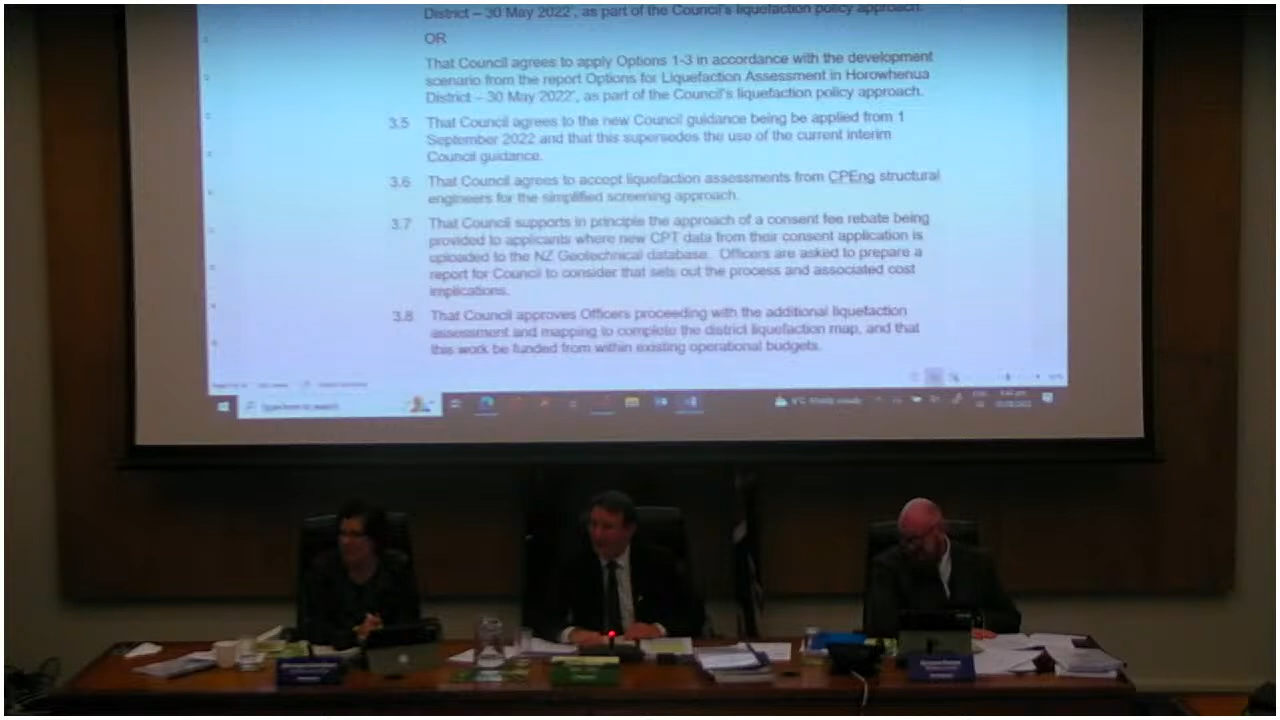 District – 30 May 2022', as part of the Council's liquefaction policy approach.
OR
That Council agrees to apply Options 1-3 in accordance with the development
scenario from the report Options for Liquefaction Assessment in Horowhenua
District – 30 May 2022', as part of the Council's liquefaction policy approach.
3.5 That Council agrees to the new Council guidance being applied from 1
September 2022 and that this supersedes the use of the current interim
Council guidance.
3.6 That Council agrees to accept liquefaction assessments from CPEng structural
engineers for the simplified screening approach.
3.7 That Council supports in principle the approach of a consent fee rebate being
provided to applicants where new CPT data from their consent application is
uploaded to the NZ Geotechnical database. Officers are asked to prepare a
report for Council to consider that sets out the process and associated cost
implications.
3.8 That Council approves Officers proceeding with the additional liquefaction
assessment and mapping to complete the district liquefaction map, and that
this work be funded from within existing operational budgets.
Type here to search